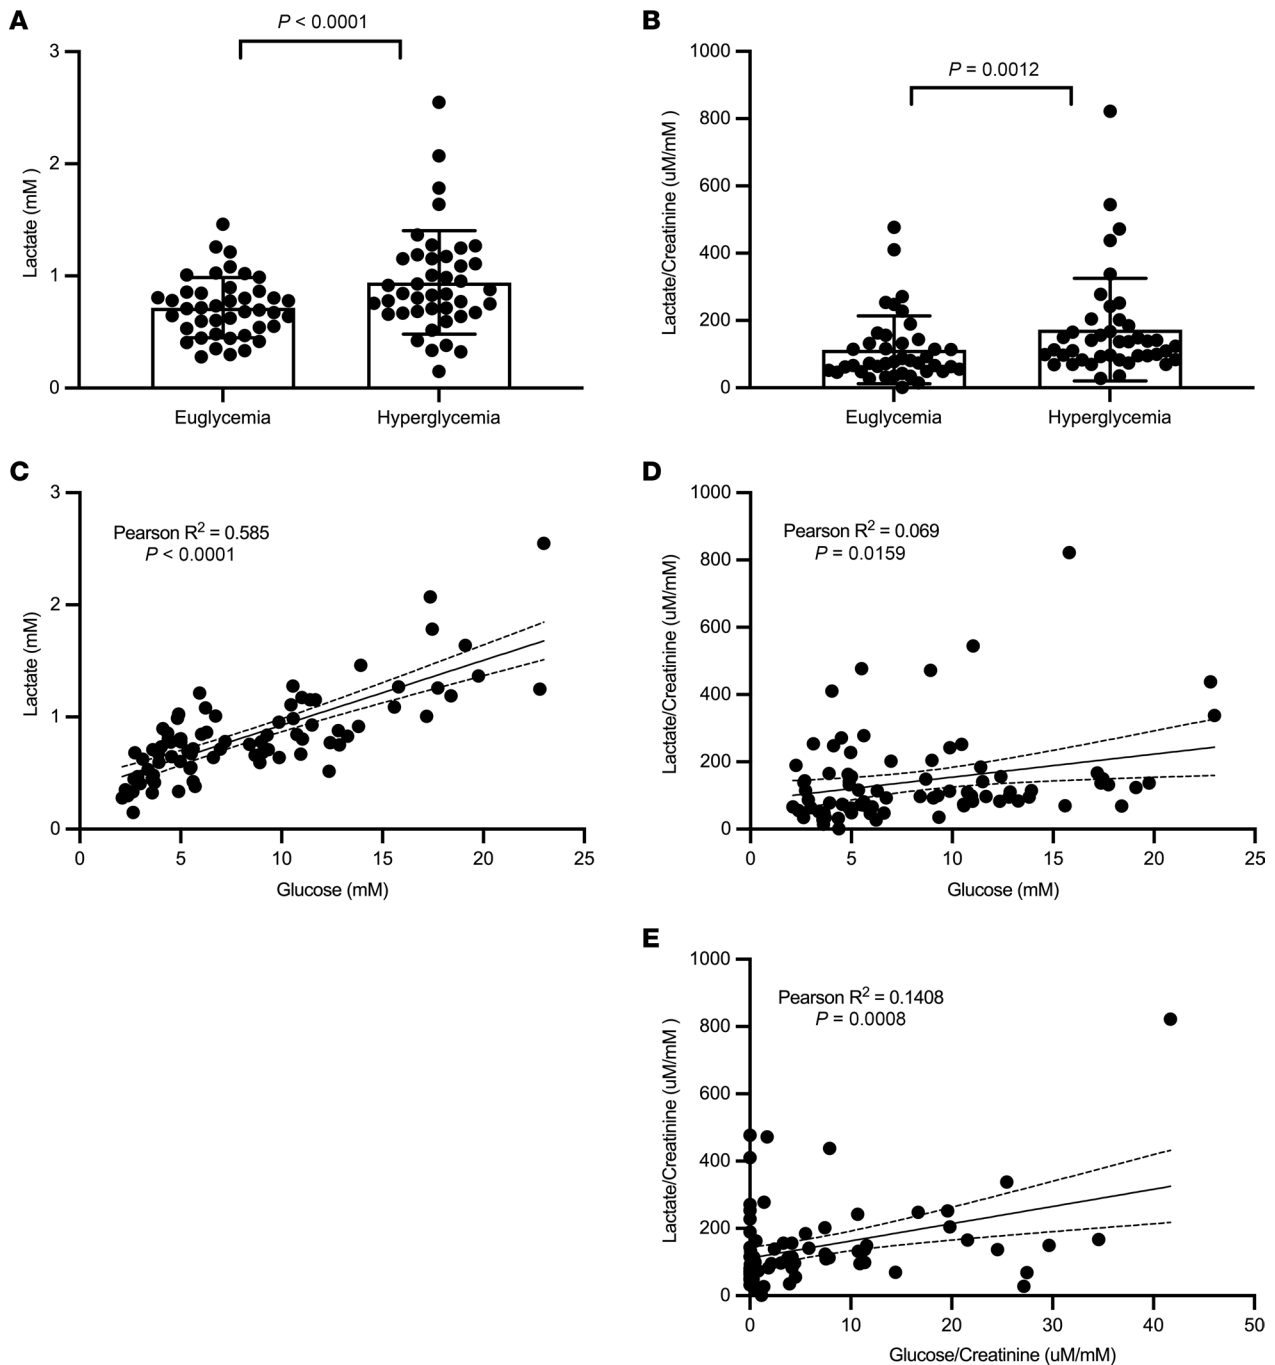 A
P < 0.0001
3
2
1
0
Lactate (mM )
Euglycemia
Hyperglycemia
B
P = 0.0012
1000
800
600
400
200
0
Lactate/Creatinine (uM/mM )
Euglycemia
Hyperglycemia
C
Pearson R² = 0.585
P < 0.0001
3
2
1
0
Lactate (mM)
0 5 10 15 20 25
Glucose (mM)
D
Pearson R² = 0.069
P = 0.0159
1000
800
600
400
200
0
Lactate/Creatinine (uM/mM)
0 5 10 15 20 25
Glucose (mM)
E
Pearson R² = 0.1408
P = 0.0008
1000
800
600
400
200
0
Lactate/Creatinine (uM/mM )
0 10 20 30 40 50
Glucose/Creatinine (uM/mM)